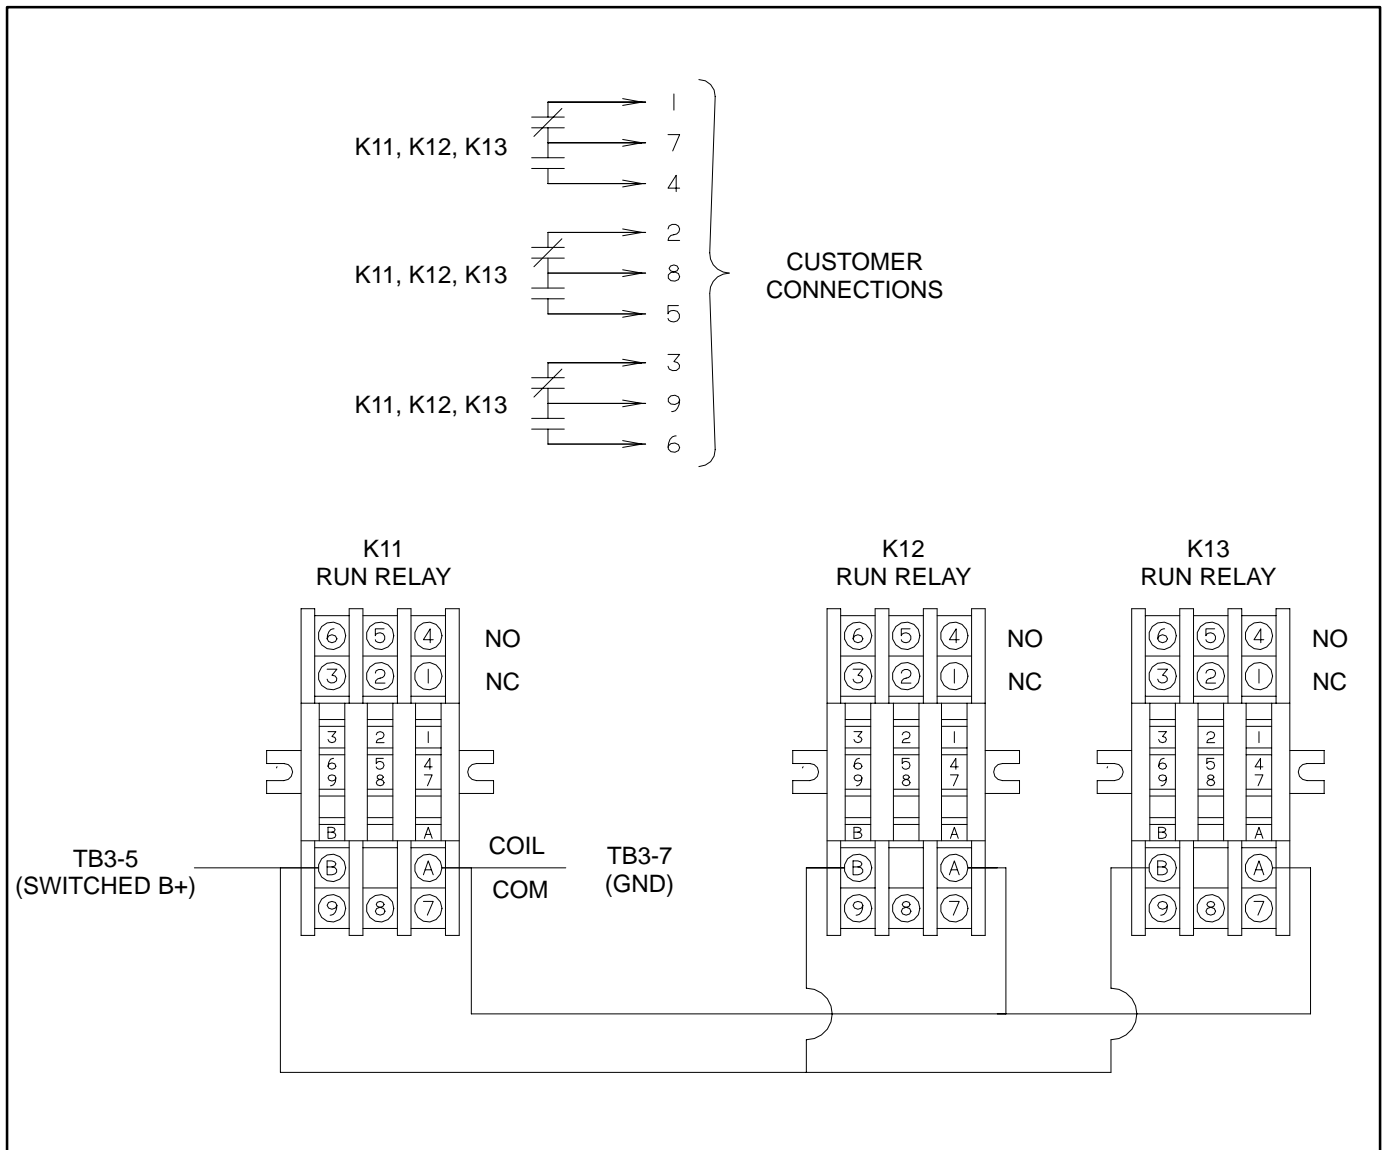 1
K11, K12, K13
7
4
2
K11, K12, K13
8
5
CUSTOMER
CONNECTIONS
3
K11, K12, K13
9
6
K11
RUN RELAY
K12
RUN RELAY
K13
RUN RELAY
6 5 4 NO
3 2 1 NC
3 2 1
6 5 4
9 8 7
B A
B A COIL
9 8 7 COM
TB3-5
(SWITCHED B+)
TB3-7
(GND)
6 5 4 NO
3 2 1 NC
3 2 1
6 5 4
9 8 7
B A
B A
9 8 7
6 5 4 NO
3 2 1 NC
3 2 1
6 5 4
9 8 7
B A
B A
9 8 7